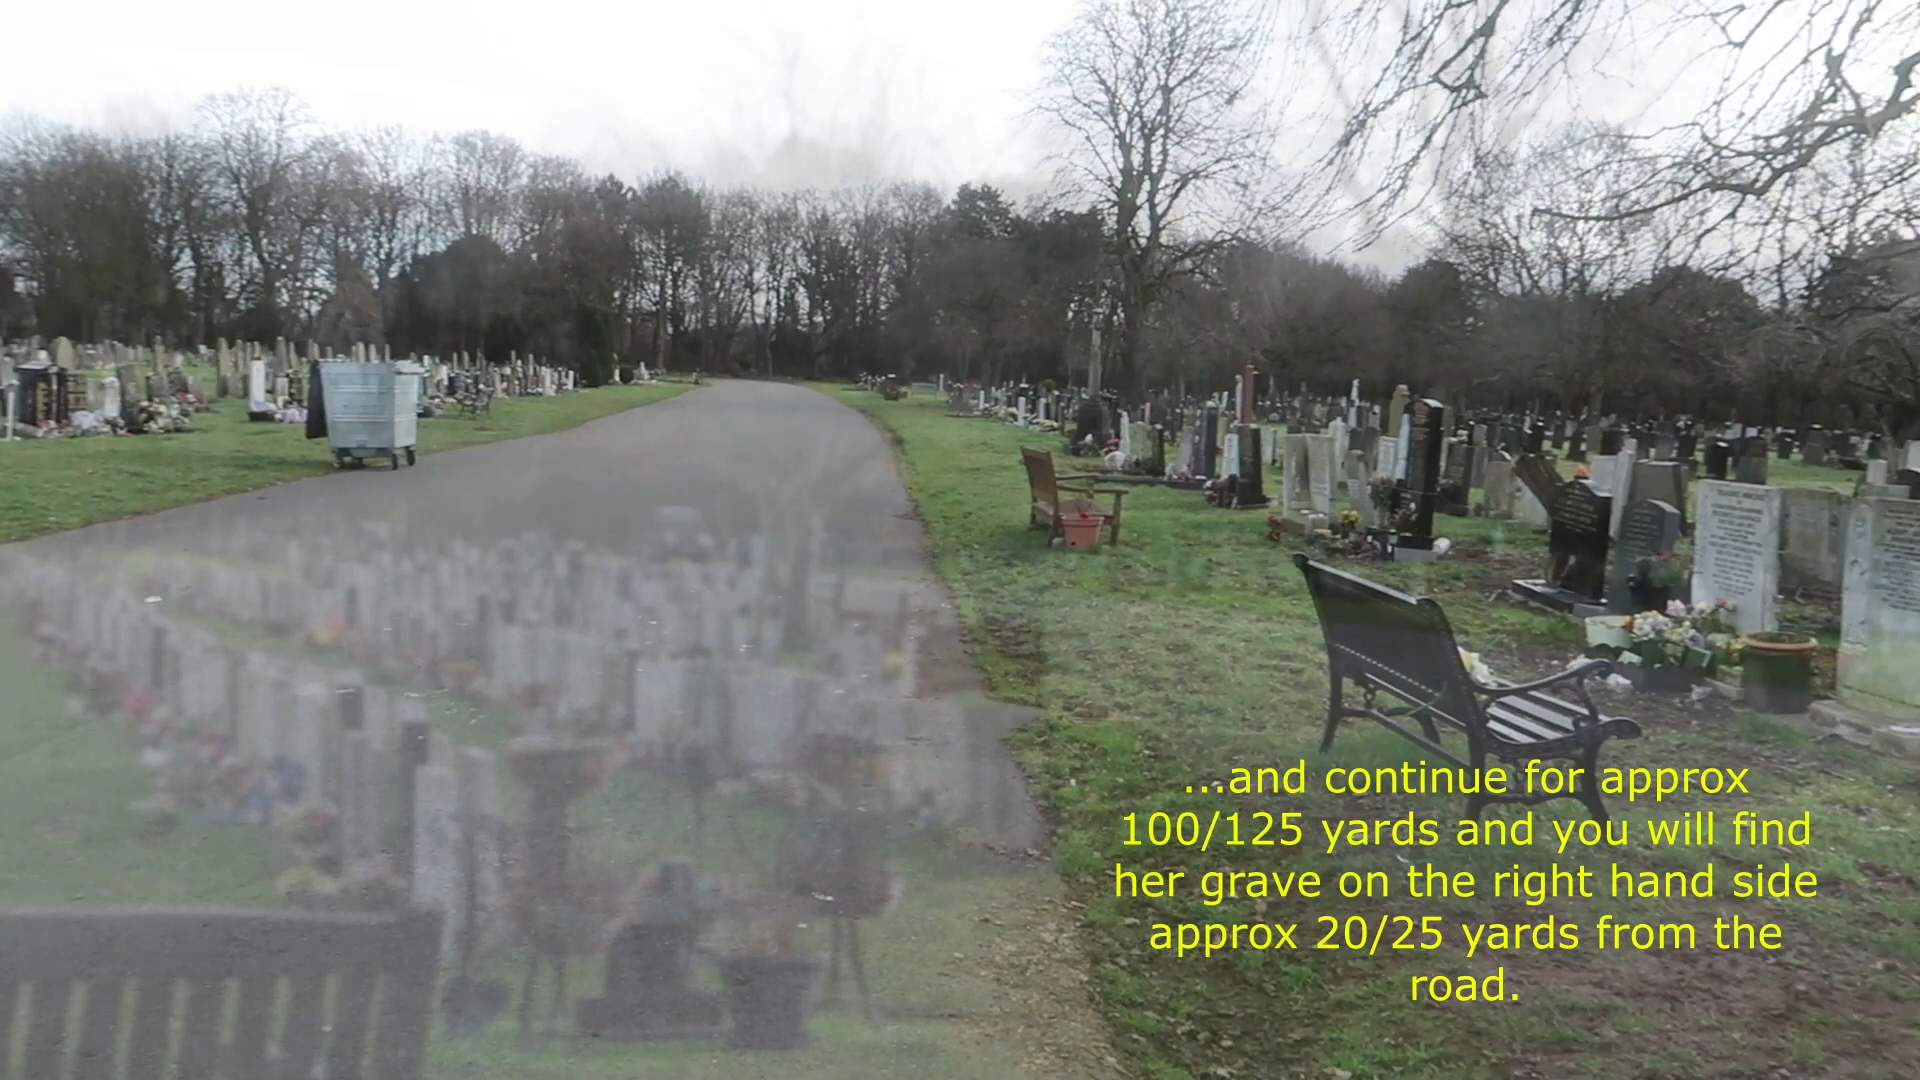 ...and continue for approx
100/125 yards and you will find
her grave on the right hand side
approx 20/25 yards from the
road.